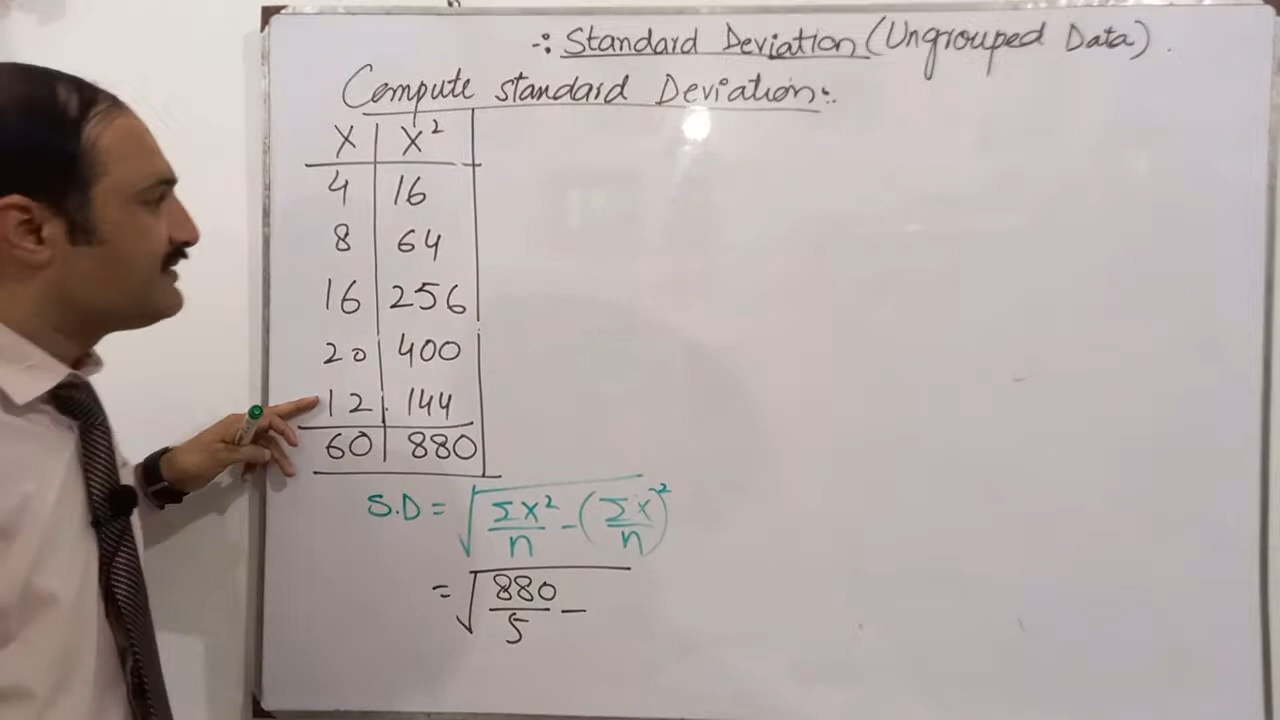 -: Standard Deviation (Ungrouped Data).
Compute standard Deviation:.
X | X²
4 | 16
8 | 64
16 | 256
20 | 400
12 | 144
60 | 880
S.D = √(ΣX²/n - (ΣX/n)²)
= √(880/5 -